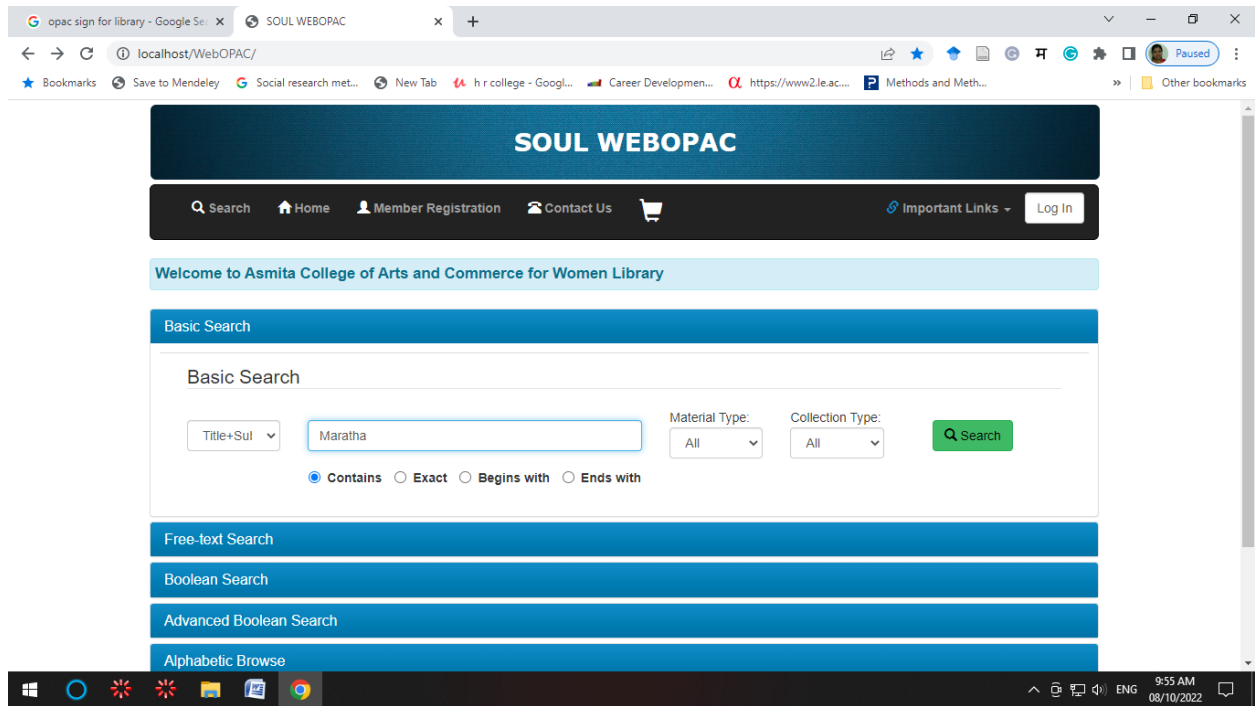 opac sign for library - Google Sea
SOUL WEBOPAC
localhost/WebOPAC/
म
Paused
Bookmarks Save to Mendeley Social research met... New Tab h r college - Googl... Career Developmen... https://www2.le.ac.... Methods and Meth... » Other bookmarks
SOUL WEBOPAC
Search Home Member Registration Contact Us Important Links Log In
Welcome to Asmita College of Arts and Commerce for Women Library
Basic Search
Basic Search
Material Type: Collection Type:
Title+Sul Maratha All All Search
Contains Exact Begins with Ends with
Free-text Search
Boolean Search
Advanced Boolean Search
Alphabetic Browse
ENG
9:55 AM
08/10/2022